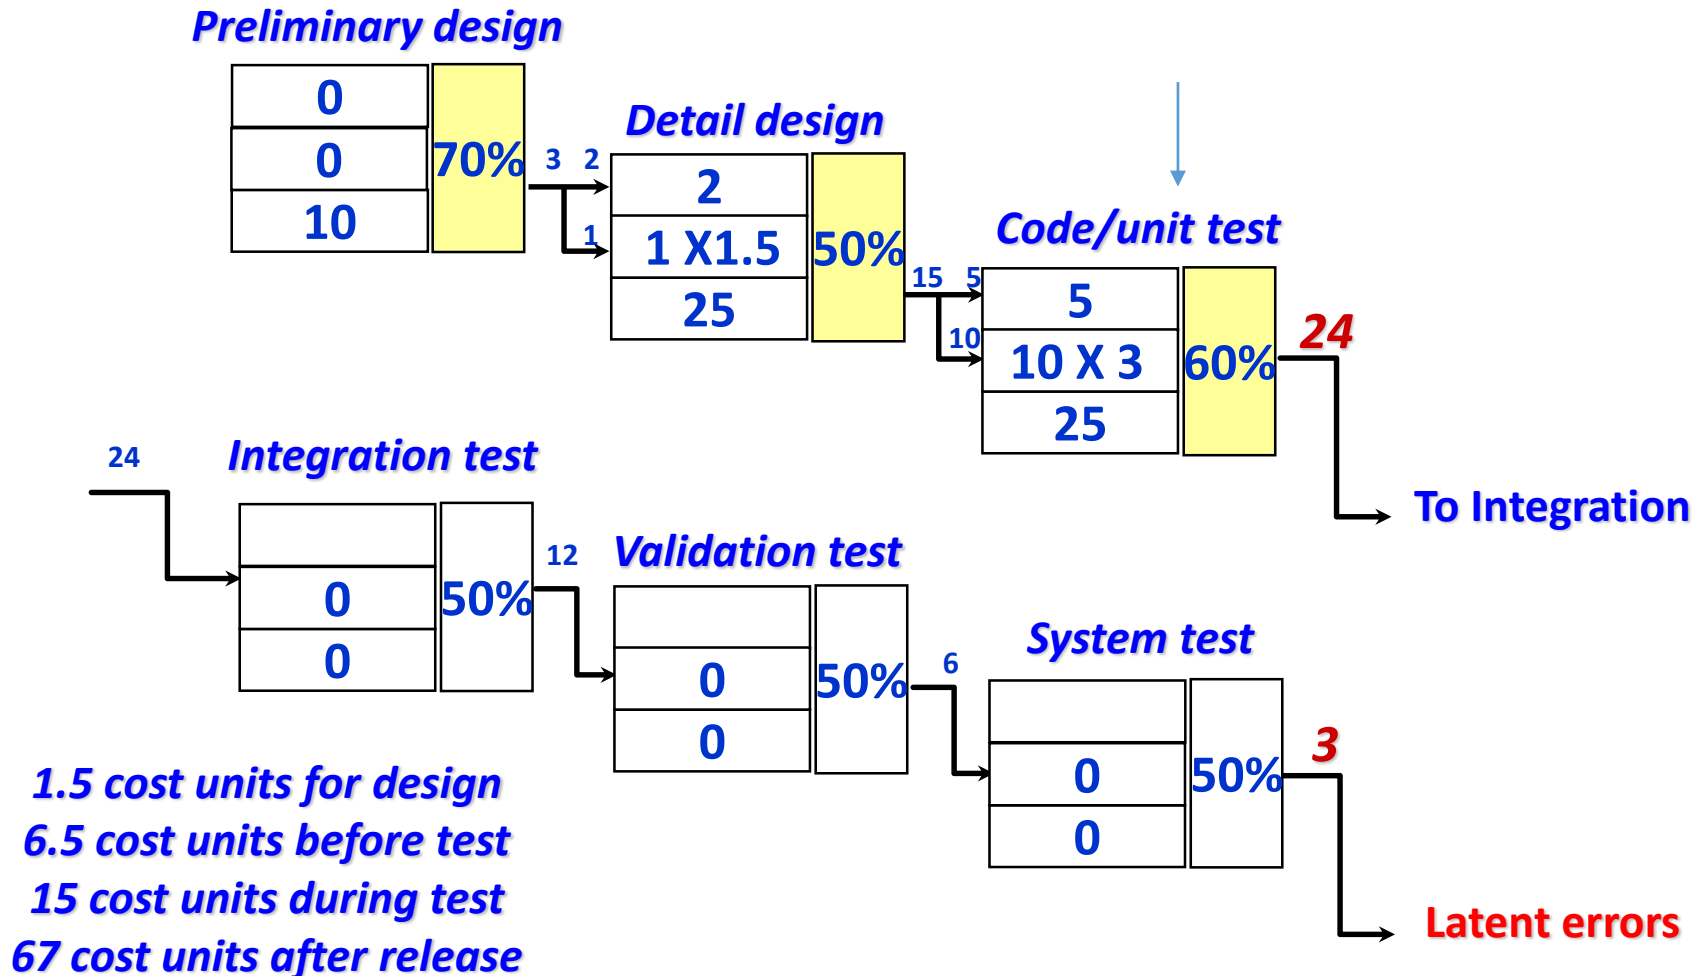 Preliminary design
0
0
10
70%
3
2
1
Detail design
2
1 X1.5
25
50%
15
5
10
Code/unit test
5
10 X 3
25
60%
24
To Integration
24
Integration test
0
0
50%
12
Validation test
0
0
50%
6
System test
0
0
50%
3
Latent errors
1.5 cost units for design
6.5 cost units before test
15 cost units during test
67 cost units after release